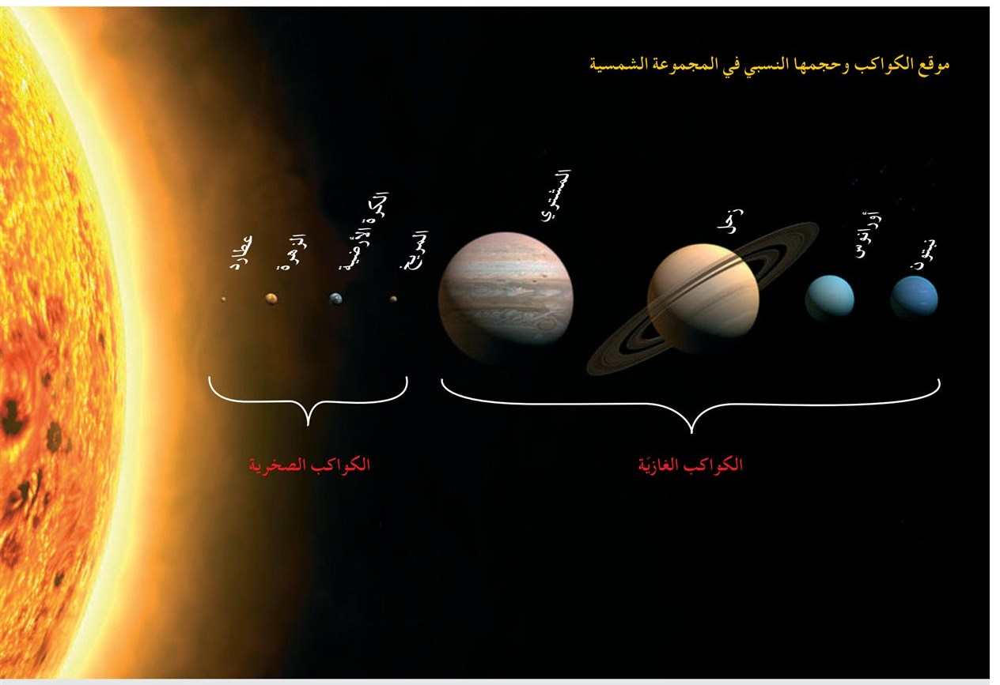 موقع الكواكب وحجمها النسبي في المجموعة الشمسية
عطارد
الزهرة
الكرة الأرضية
المريخ
المشتري
زحل
أورانوس
نبتون
الكواكب الصخرية
الكواكب الغازيّة